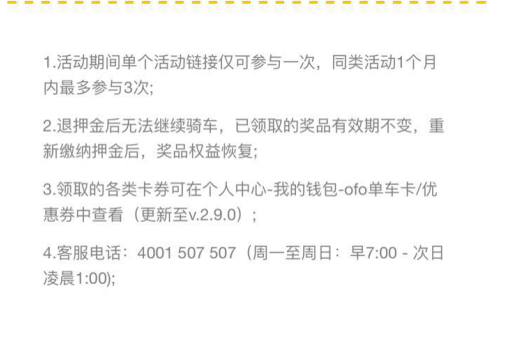 1.活动期间单个活动链接仅可参与一次，同类活动1个月
内最多参与3次;
2.退押金后无法继续骑车，已领取的奖品有效期不变，重
新缴纳押金后，奖品权益恢复;
3.领取的各类卡券可在个人中心-我的钱包-ofo单车卡/优
惠券中查看（更新至v.2.9.0）;
4.客服电话：4001 507 507（周一至周日：早7:00 - 次日
凌晨1:00);